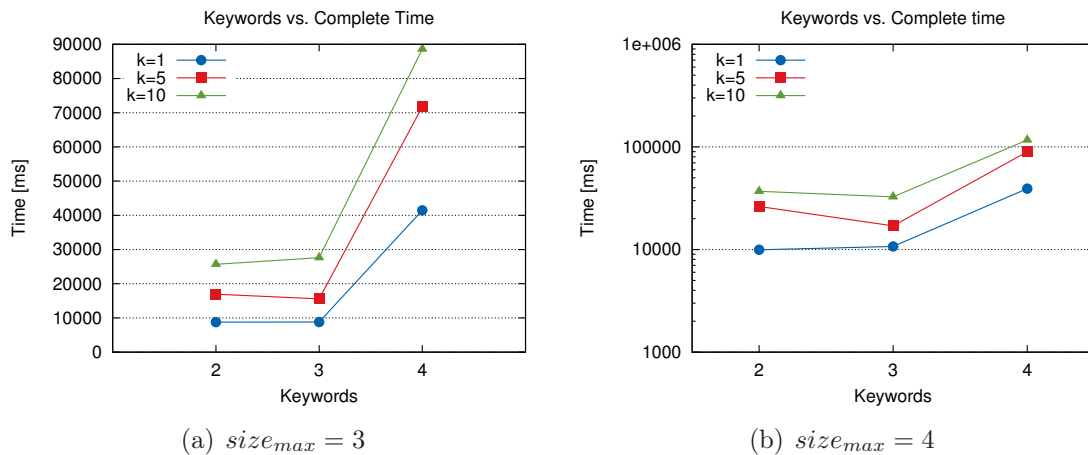 Keywords vs. Complete Time
90000
80000
70000
60000
50000
40000
30000
20000
10000
0
Time [ms]
k=1
k=5
k=10
2 3 4
Keywords
(a) size_max = 3
Keywords vs. Complete time
1e+006
100000
10000
1000
Time [ms]
k=1
k=5
k=10
2 3 4
Keywords
(b) size_max = 4